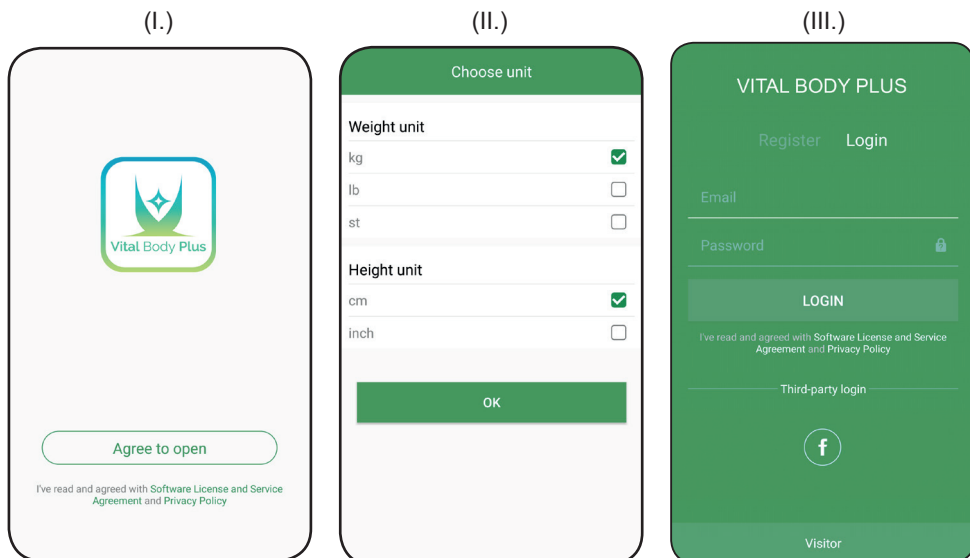 (I.)
Vital Body Plus
Agree to open
I've read and agreed with Software License and Service
Agreement and Privacy Policy
(II.)
Choose unit
Weight unit
kg
lb
st
Height unit
cm
inch
OK
(III.)
VITAL BODY PLUS
Register Login
Email
Password
LOGIN
I've read and agreed with Software License and Service
Agreement and Privacy Policy
Third-party login
f
Visitor